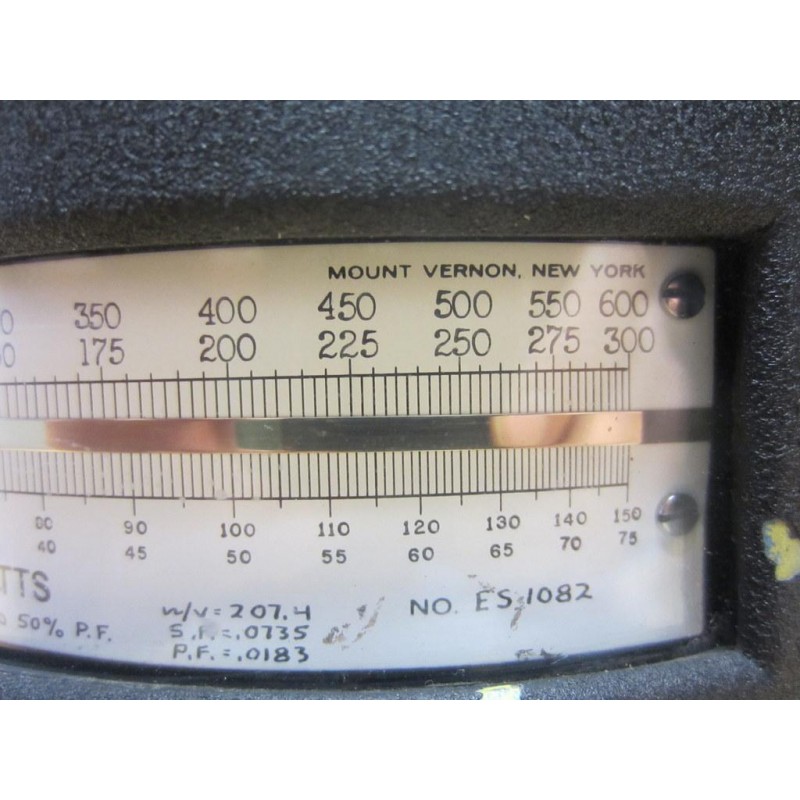 MOUNT VERNON, NEW YORK
350 400 450 500 550 600
175 200 225 250 275 300
80 90 100 110 120 130 140 150
40 45 50 55 60 65 70 75
50% P.F.
w/v = 207.4
S.F. = .0735
P.F. = .0183
NO. ES, 1082